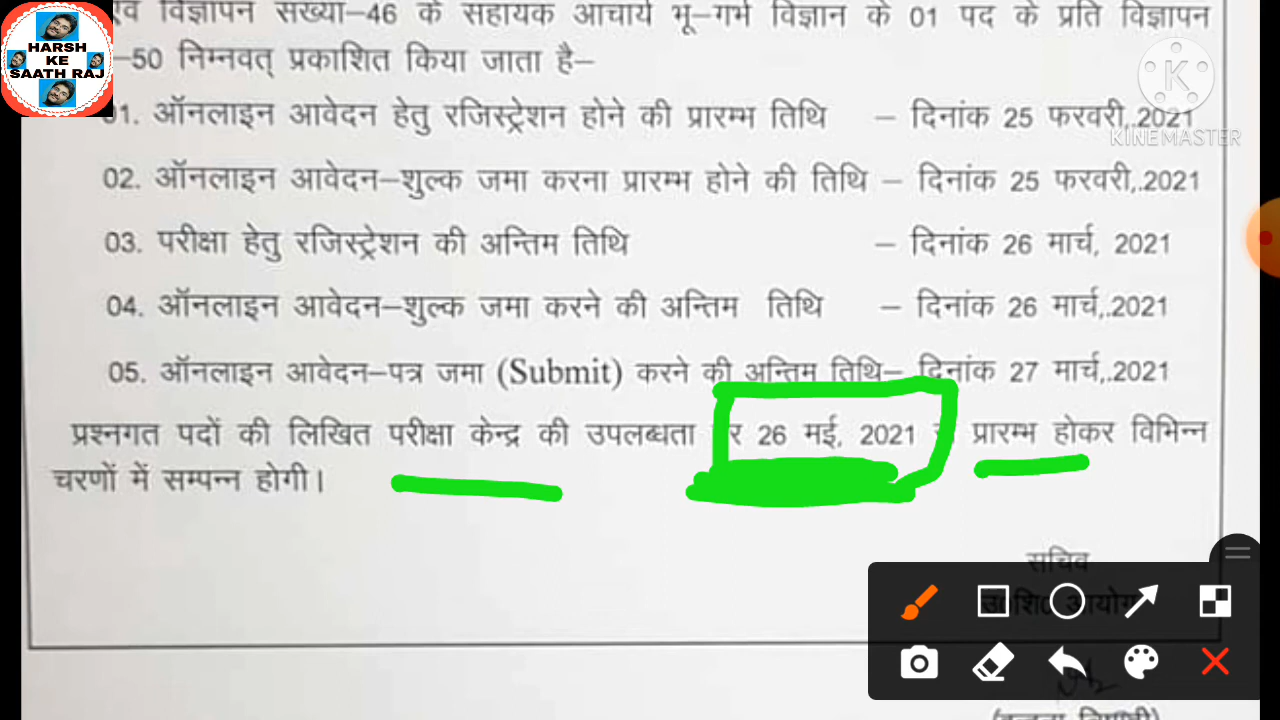 HARSH
KE
SAATH RAJ
एवं विज्ञापन संख्या–46 के सहायक आचार्य भू–गर्भ विज्ञान के 01 पद के प्रति विज्ञापन
–50 निम्नवत् प्रकाशित किया जाता है–
01. ऑनलाइन आवेदन हेतु रजिस्ट्रेशन होने की प्रारम्भ तिथि – दिनांक 25 फरवरी,.2021
KINEMASTER
02. ऑनलाइन आवेदन–शुल्क जमा करना प्रारम्भ होने की तिथि – दिनांक 25 फरवरी,.2021
03. परीक्षा हेतु रजिस्ट्रेशन की अन्तिम तिथि – दिनांक 26 मार्च, 2021
04. ऑनलाइन आवेदन–शुल्क जमा करने की अन्तिम तिथि – दिनांक 26 मार्च,.2021
05. ऑनलाइन आवेदन–पत्र जमा (Submit) करने की अन्तिम तिथि– दिनांक 27 मार्च,.2021
प्रश्नगत पदों की लिखित परीक्षा केन्द्र की उपलब्धता 26 मई, 2021 प्रारम्भ होकर विभिन्न
चरणों में सम्पन्न होगी।
सचिव
उ0शि0 आयोग